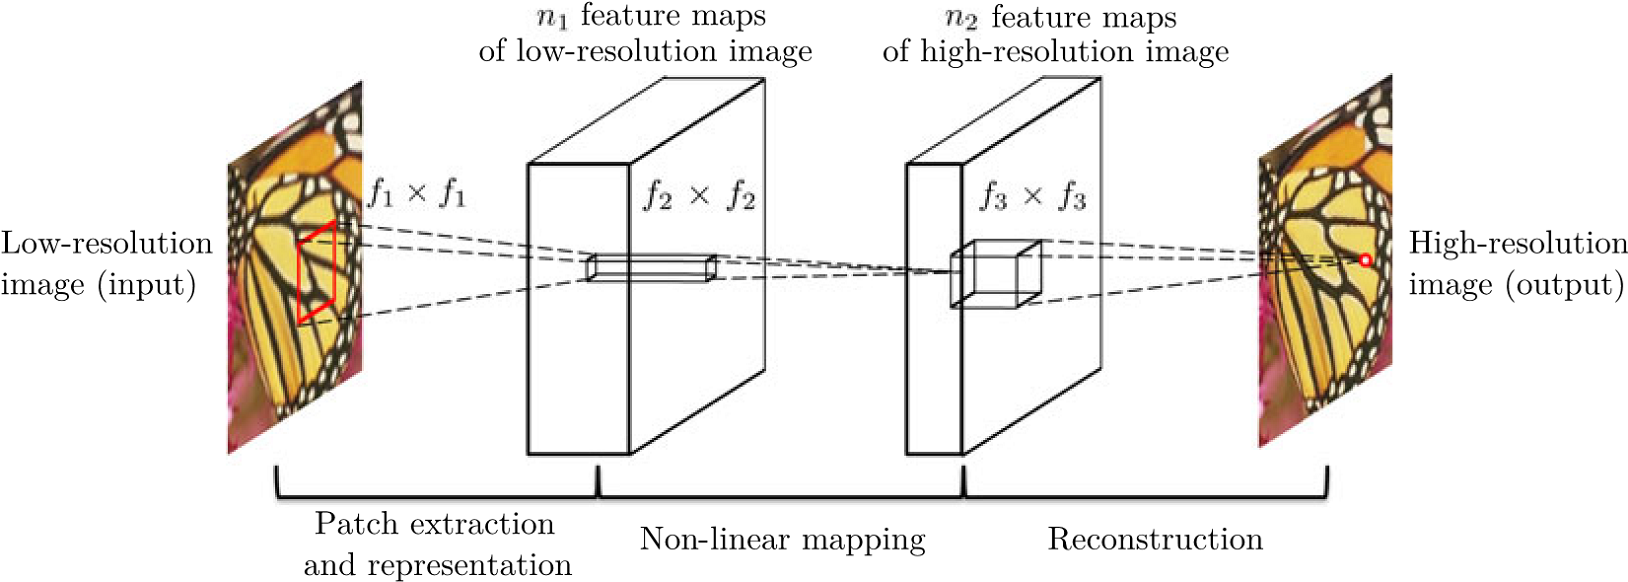 n₁ feature maps
of low-resolution image
n₂ feature maps
of high-resolution image
f₁ × f₁
f₂ × f₂
f₃ × f₃
Low-resolution
image (input)
High-resolution
image (output)
Patch extraction
and representation
Non-linear mapping
Reconstruction